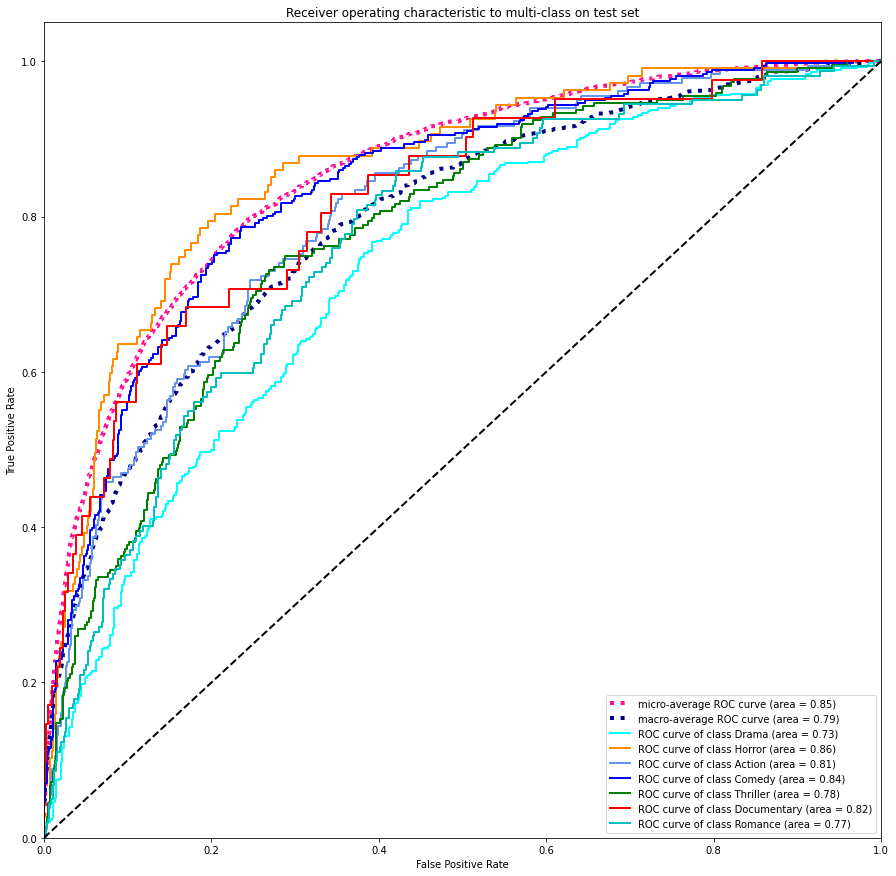 Receiver operating characteristic to multi-class on test set
True Positive Rate
1.0
0.8
0.6
0.4
0.2
0.0
micro-average ROC curve (area = 0.85)
macro-average ROC curve (area = 0.79)
ROC curve of class Drama (area = 0.73)
ROC curve of class Horror (area = 0.86)
ROC curve of class Action (area = 0.81)
ROC curve of class Comedy (area = 0.84)
ROC curve of class Thriller (area = 0.78)
ROC curve of class Documentary (area = 0.82)
ROC curve of class Romance (area = 0.77)
0.0 0.2 0.4 0.6 0.8 1.0
False Positive Rate